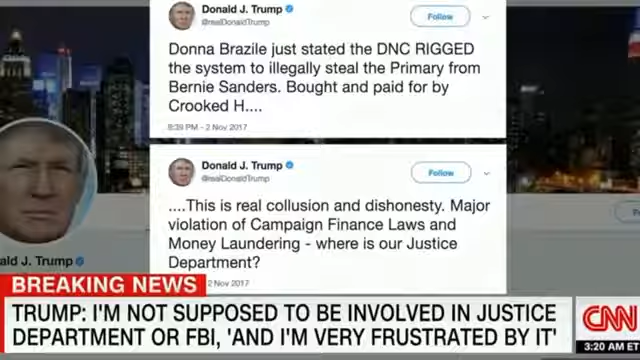 Donald J. Trump
@realDonaldTrump
Follow
Donna Brazile just stated the DNC RIGGED
the system to illegally steal the Primary from
Bernie Sanders. Bought and paid for by
Crooked H....
8:39 PM - 2 Nov 2017
Donald J. Trump
@realDonaldTrump
Follow
....This is real collusion and dishonesty. Major
violation of Campaign Finance Laws and
Money Laundering - where is our Justice
Department?
2 Nov 2017
ald J. Trump
BREAKING NEWS
TRUMP: I'M NOT SUPPOSED TO BE INVOLVED IN JUSTICE
DEPARTMENT OR FBI, 'AND I'M VERY FRUSTRATED BY IT'
CNN
3:20 AM ET